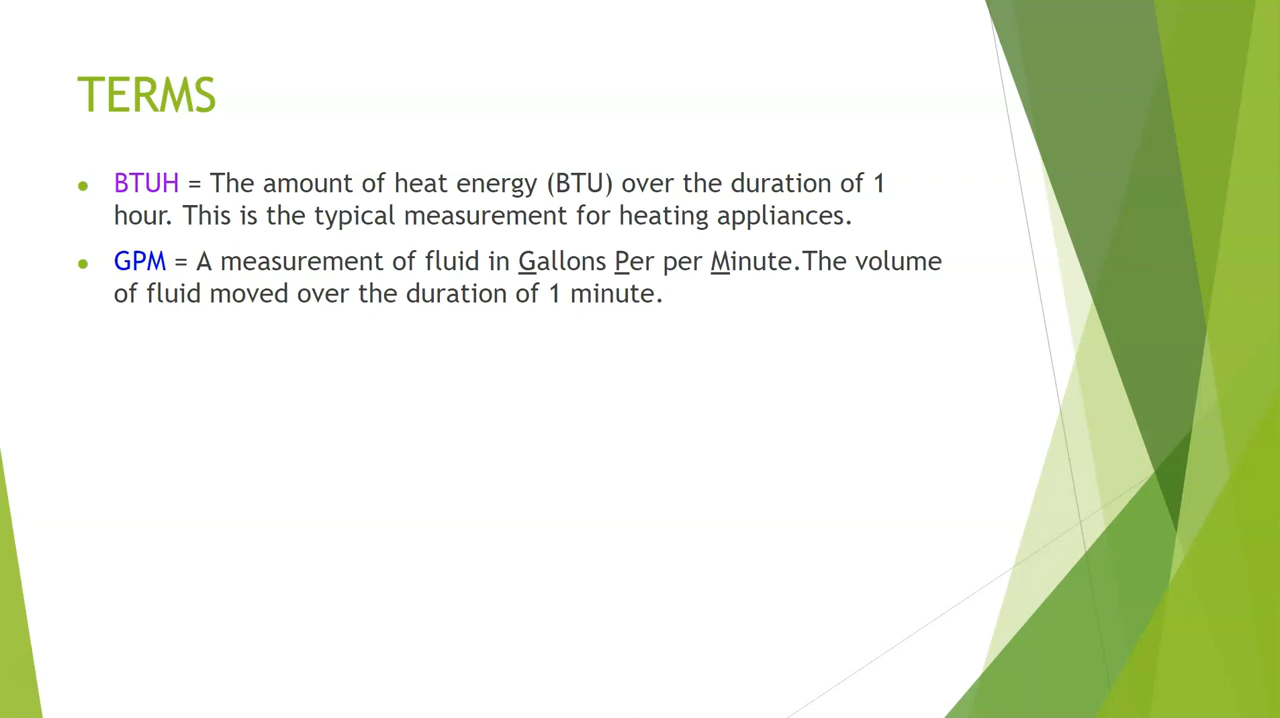 TERMS
BTUH = The amount of heat energy (BTU) over the duration of 1
hour. This is the typical measurement for heating appliances.
GPM = A measurement of fluid in Gallons Per per Minute.The volume
of fluid moved over the duration of 1 minute.